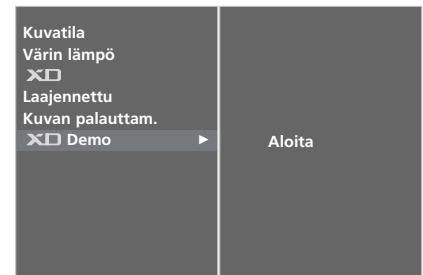 Kuvatila
Värin lämpö
XD
Laajennettu
Kuvan palauttam.
XD Demo ► Aloita